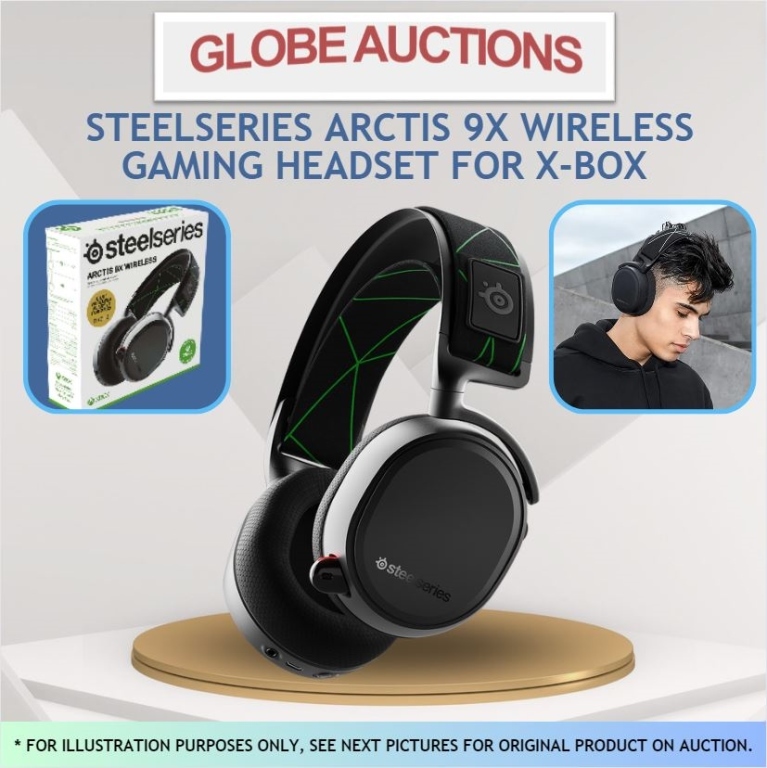 GLOBE AUCTIONS
STEELSERIES ARCTIS 9X WIRELESS
GAMING HEADSET FOR X-BOX
steelseries
ARCTIS 9X WIRELESS
XBOX
steelseries
* FOR ILLUSTRATION PURPOSES ONLY, SEE NEXT PICTURES FOR ORIGINAL PRODUCT ON AUCTION.